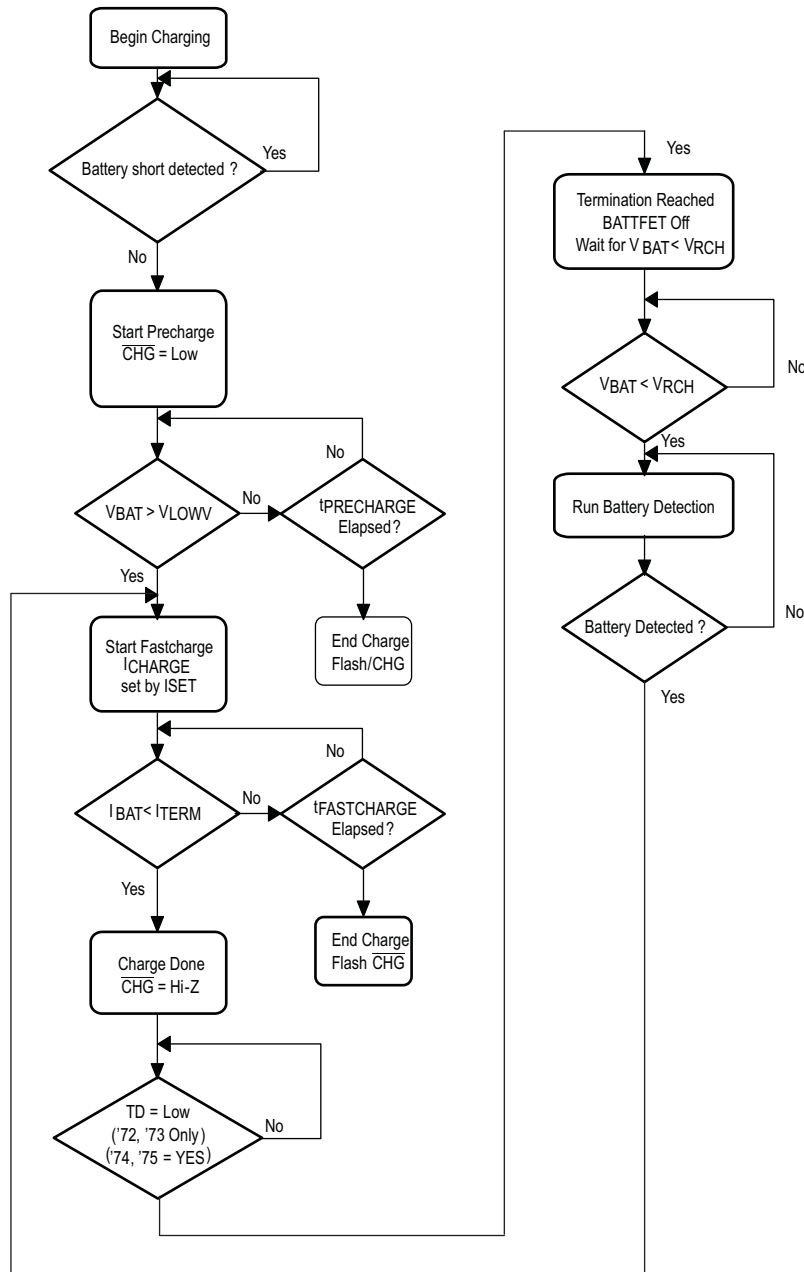 Begin Charging
Battery short detected ?
Yes
No
Start Precharge
CHG = Low
No
VBAT > VLOWV
No
tPRECHARGE
Elapsed?
Yes
Start Fastcharge
ICHARGE
set by ISET
End Charge
Flash/CHG
No
IBAT< ITERM
No
tFASTCHARGE
Elapsed?
Yes
Charge Done
CHG = Hi-Z
End Charge
Flash CHG
TD = Low
('72, '73 Only)
('74, '75 = YES)
No
Yes
Termination Reached
BATTFET Off
Wait for VBAT< VRCH
VBAT < VRCH
No
Yes
Run Battery Detection
Battery Detected ?
No
Yes